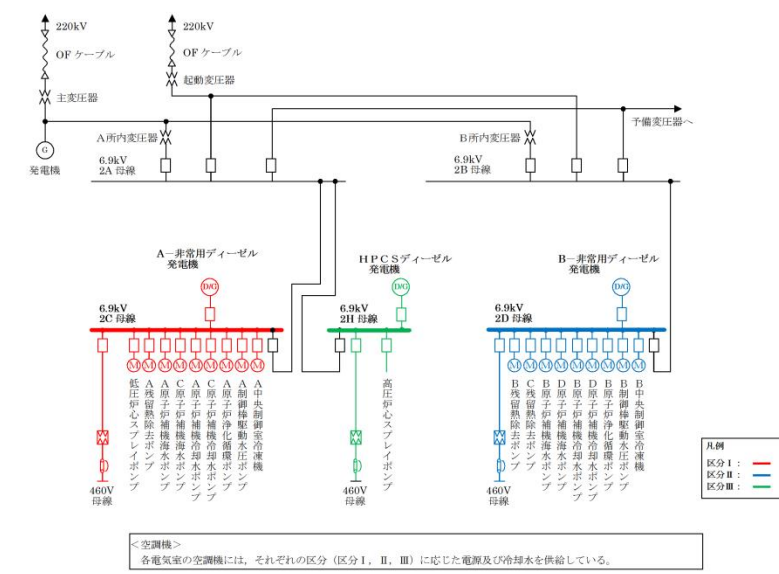 220kV
220kV
OF ケーブル
OF ケーブル
起動変圧器
主変圧器
予備変圧器へ
A所内変圧器
B所内変圧器
G
発電機
6.9kV
2A 母線
6.9kV
2B 母線
A－非常用ディーゼル
発電機
HPCSディーゼル
発電機
B－非常用ディーゼル
発電機
D/G
D/G
D/G
6.9kV
2C 母線
6.9kV
2H 母線
6.9kV
2D 母線
M
M
M
M
M
M
M
M
M
低圧炉心スプレイポンプ
A残留熱除去ポンプ
A原子炉補機海水ポンプ
C原子炉補機海水ポンプ
A原子炉補機冷却水ポンプ
C原子炉補機冷却水ポンプ
A原子炉浄化循環ポンプ
A制御棒駆動水圧ポンプ
A中央制御室冷凍機
460V
母線
高圧炉心スプレイポンプ
460V
母線
M
M
M
M
M
M
M
M
M
B残留熱除去ポンプ
C残留熱除去ポンプ
B原子炉補機海水ポンプ
D原子炉補機海水ポンプ
B原子炉補機冷却水ポンプ
D原子炉補機冷却水ポンプ
B原子炉浄化循環ポンプ
B制御棒駆動水圧ポンプ
B中央制御室冷凍機
460V
母線
凡例
区分Ⅰ：
区分Ⅱ：
区分Ⅲ：
＜空調機＞
各電気室の空調機には，それぞれの区分（区分Ⅰ，Ⅱ，Ⅲ）に応じた電源及び冷却水を供給している。